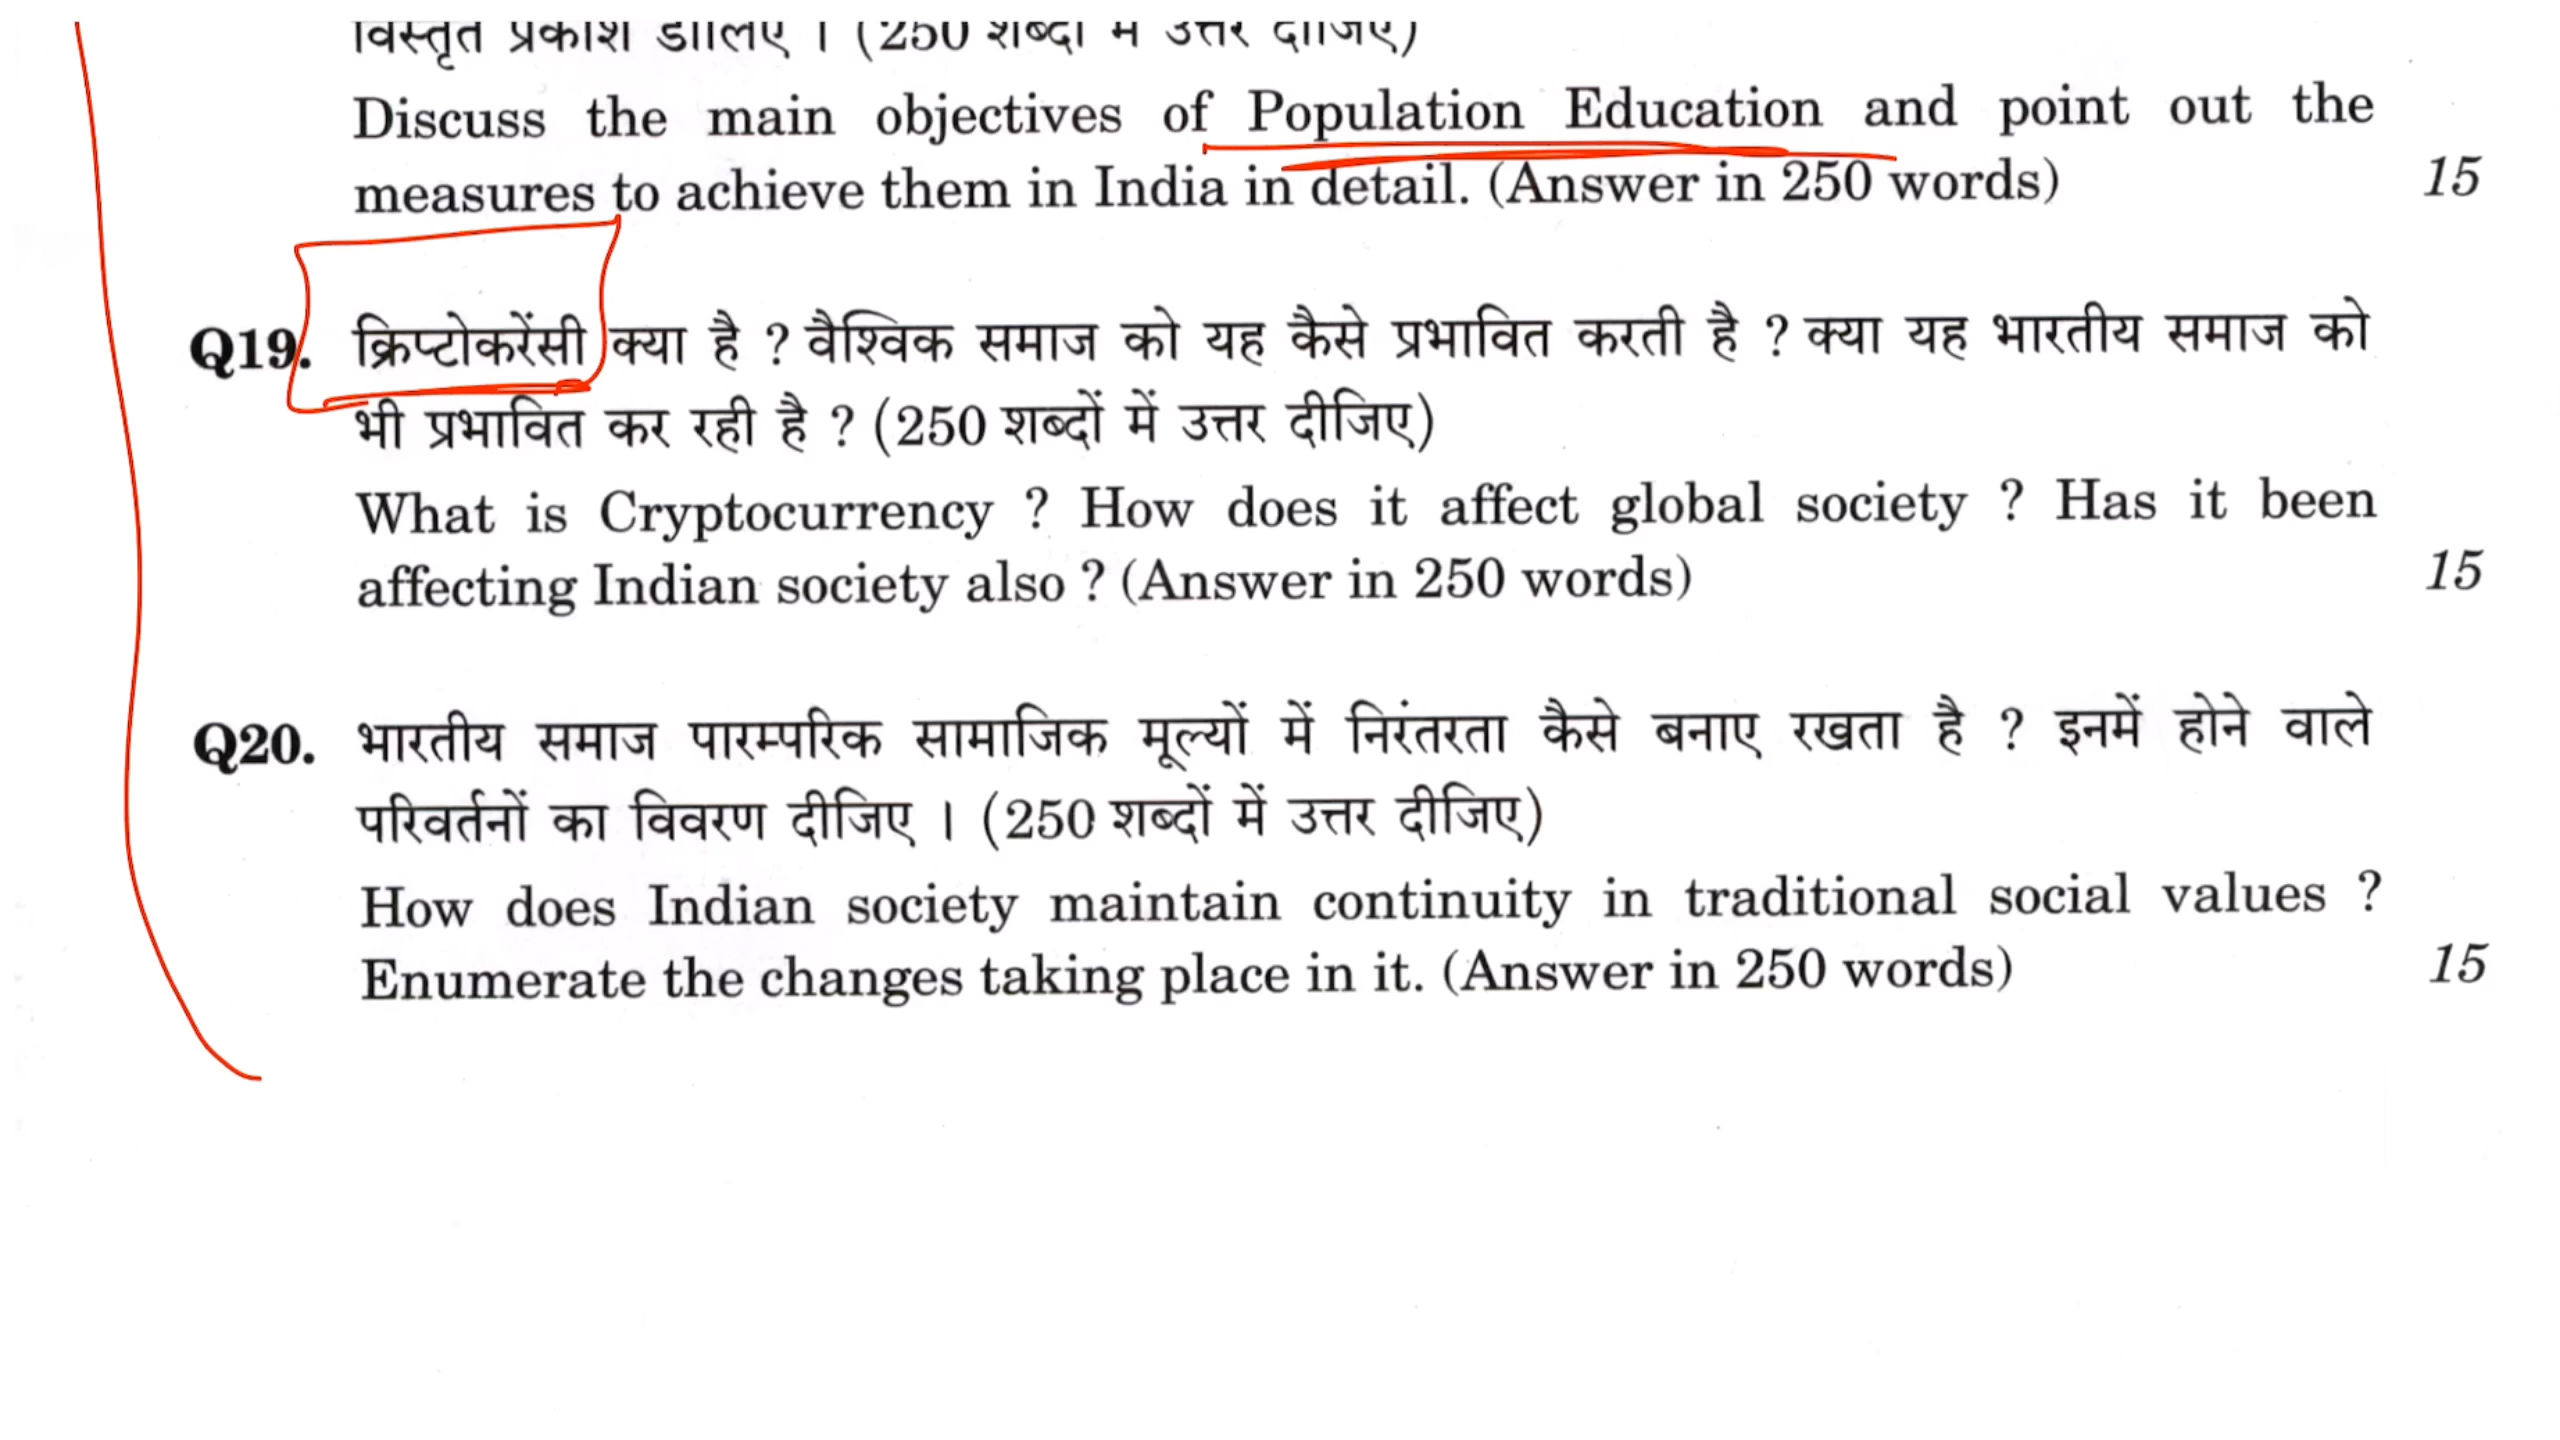 विस्तृत प्रकाश डालिए । (250 शब्दों में उत्तर दीजिए)
Discuss the main objectives of Population Education and point out the
measures to achieve them in India in detail. (Answer in 250 words) 15
Q19. क्रिप्टोकरेंसी क्या है ? वैश्विक समाज को यह कैसे प्रभावित करती है ? क्या यह भारतीय समाज को
भी प्रभावित कर रही है ? (250 शब्दों में उत्तर दीजिए)
What is Cryptocurrency ? How does it affect global society ? Has it been
affecting Indian society also ? (Answer in 250 words) 15
Q20. भारतीय समाज पारम्परिक सामाजिक मूल्यों में निरंतरता कैसे बनाए रखता है ? इनमें होने वाले
परिवर्तनों का विवरण दीजिए । (250 शब्दों में उत्तर दीजिए)
How does Indian society maintain continuity in traditional social values ?
Enumerate the changes taking place in it. (Answer in 250 words) 15